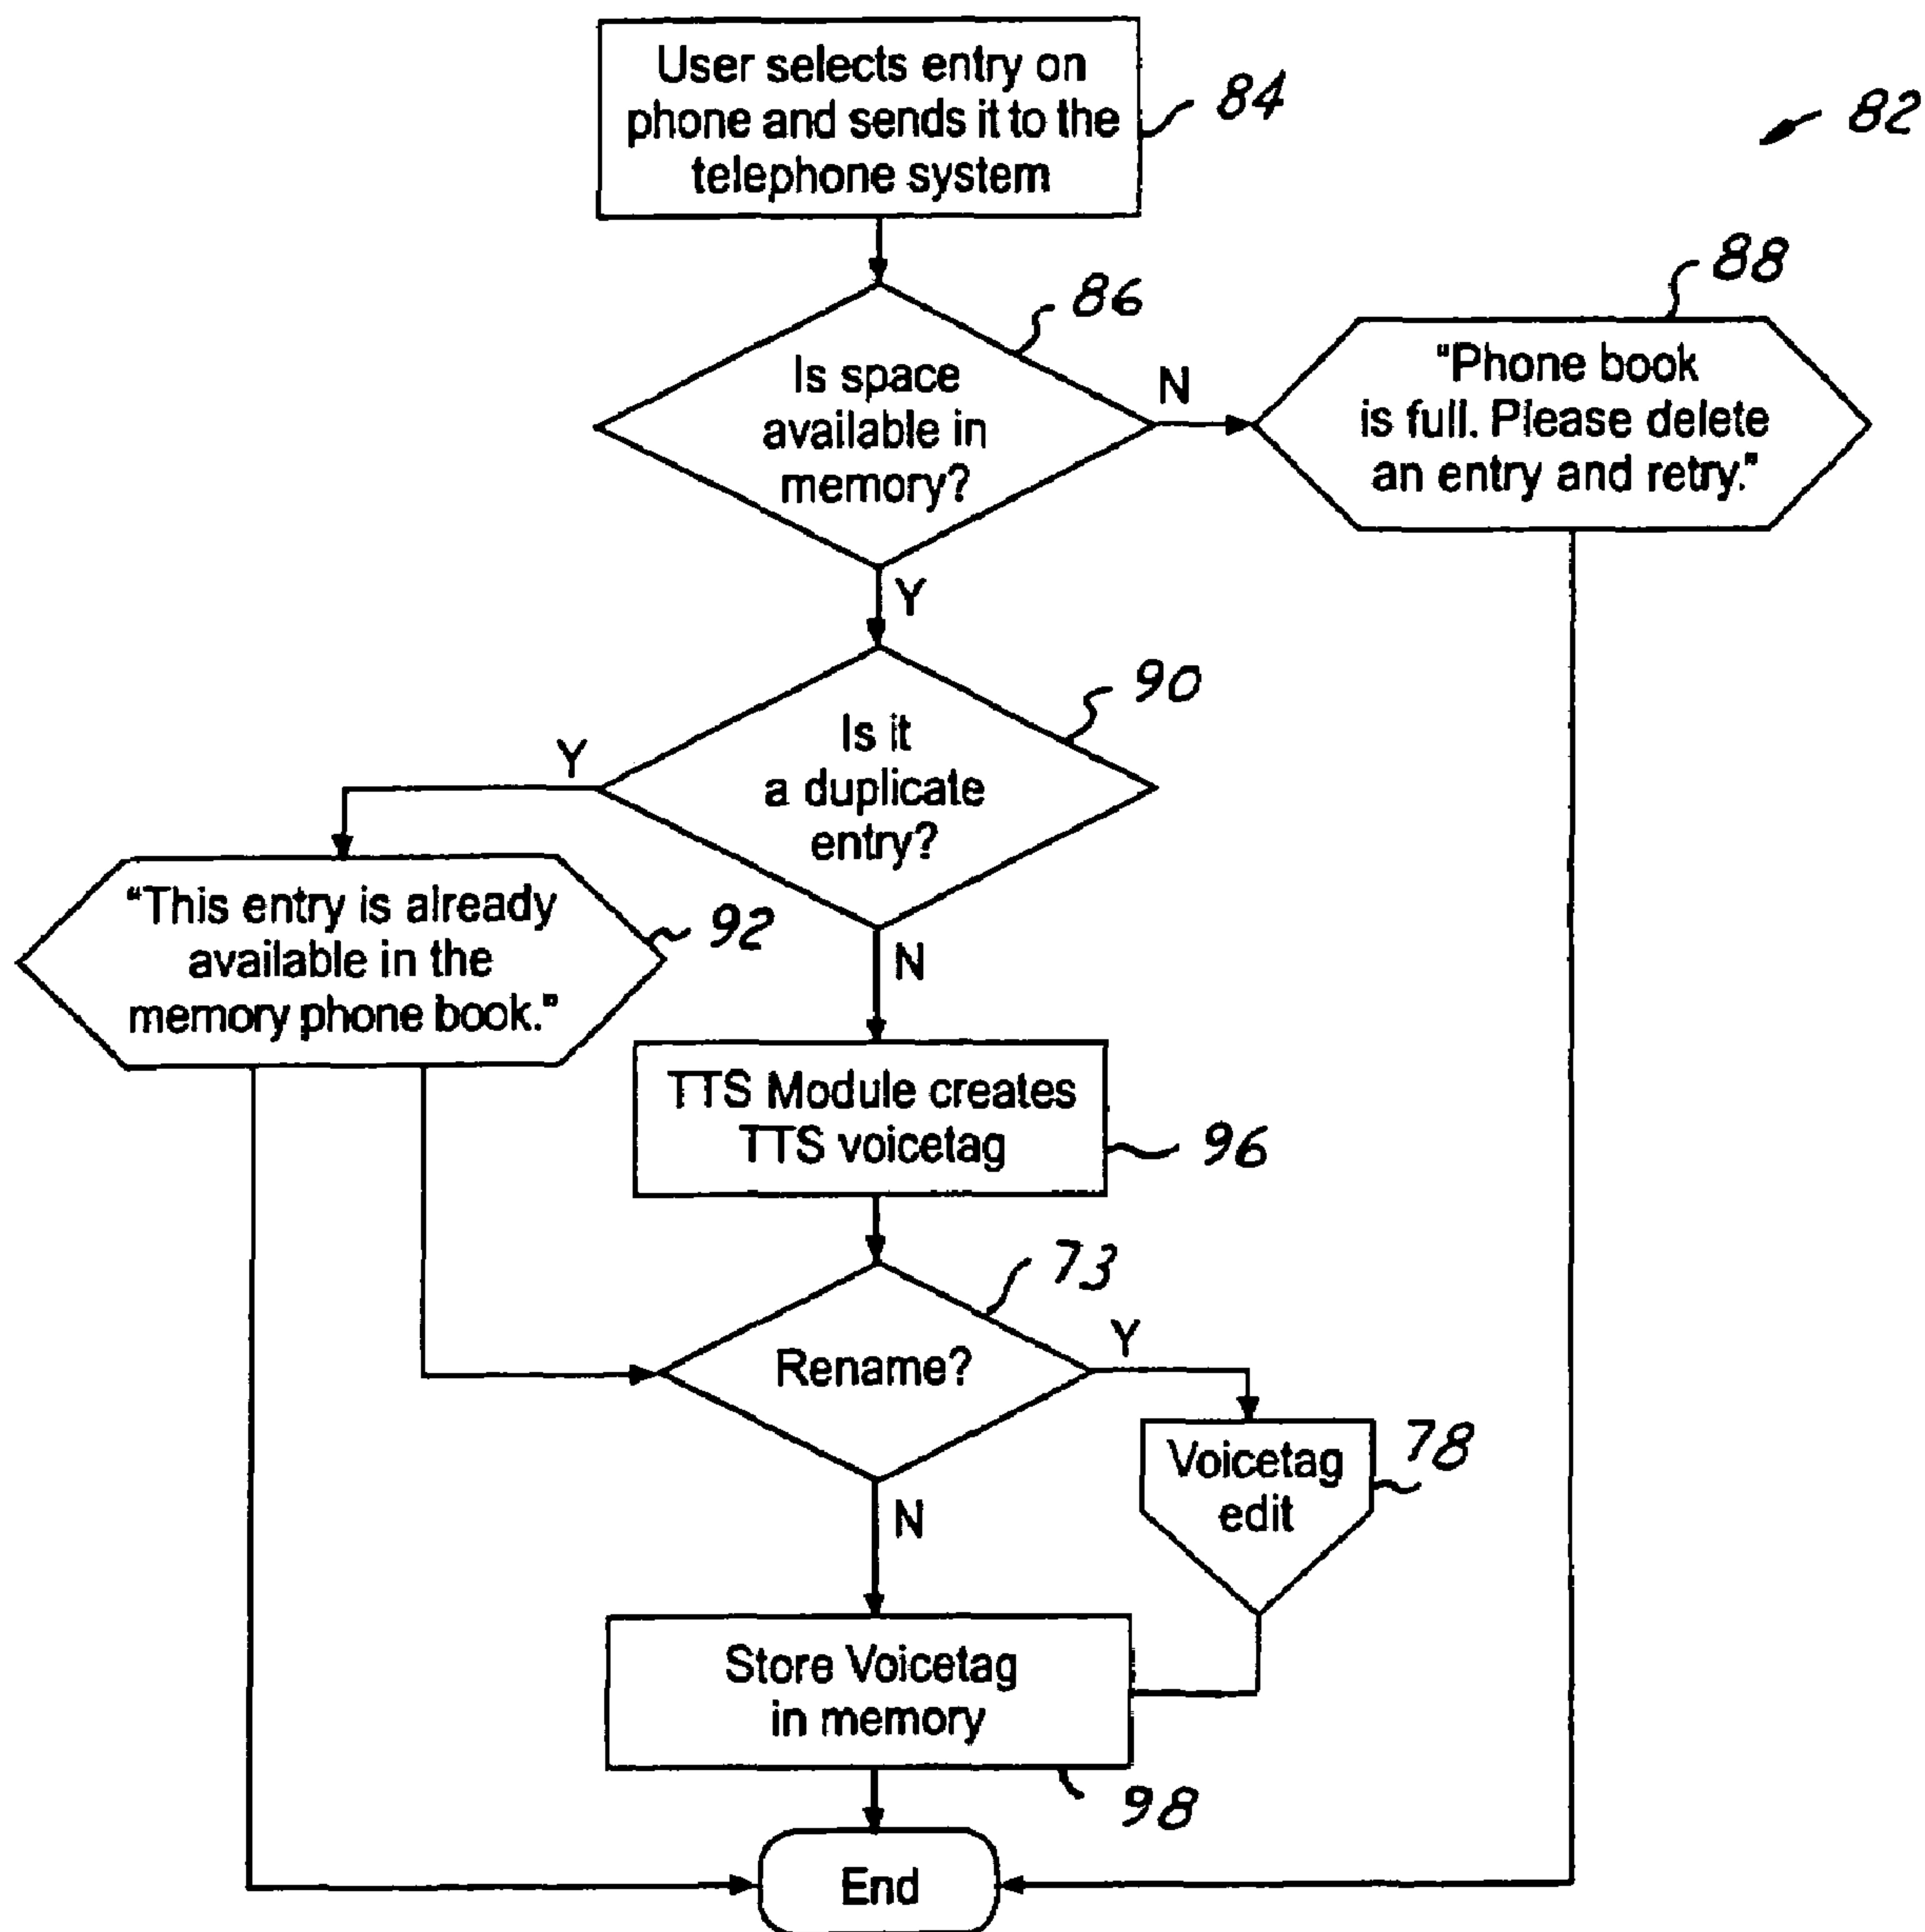 User selects entry on
phone and sends it to the
telephone system
84
82
86
88
Is space
available in
memory?
N
"Phone book
is full. Please delete
an entry and retry."
Y
90
Is it
a duplicate
entry?
Y
"This entry is already
available in the
memory phone book."
92
N
TTS Module creates
TTS voicetag
96
73
Rename?
Y
Voicetag
edit
78
N
Store Voicetag
in memory
98
End